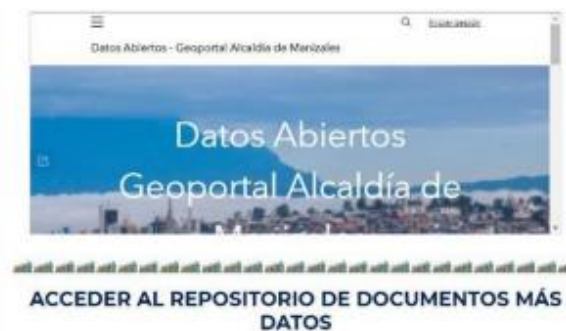 Datos Abiertos - Geoportal Alcaldía de Manizales
Datos Abiertos
Geoportal Alcaldía de
ACCEDER AL REPOSITORIO DE DOCUMENTOS MÁS
DATOS